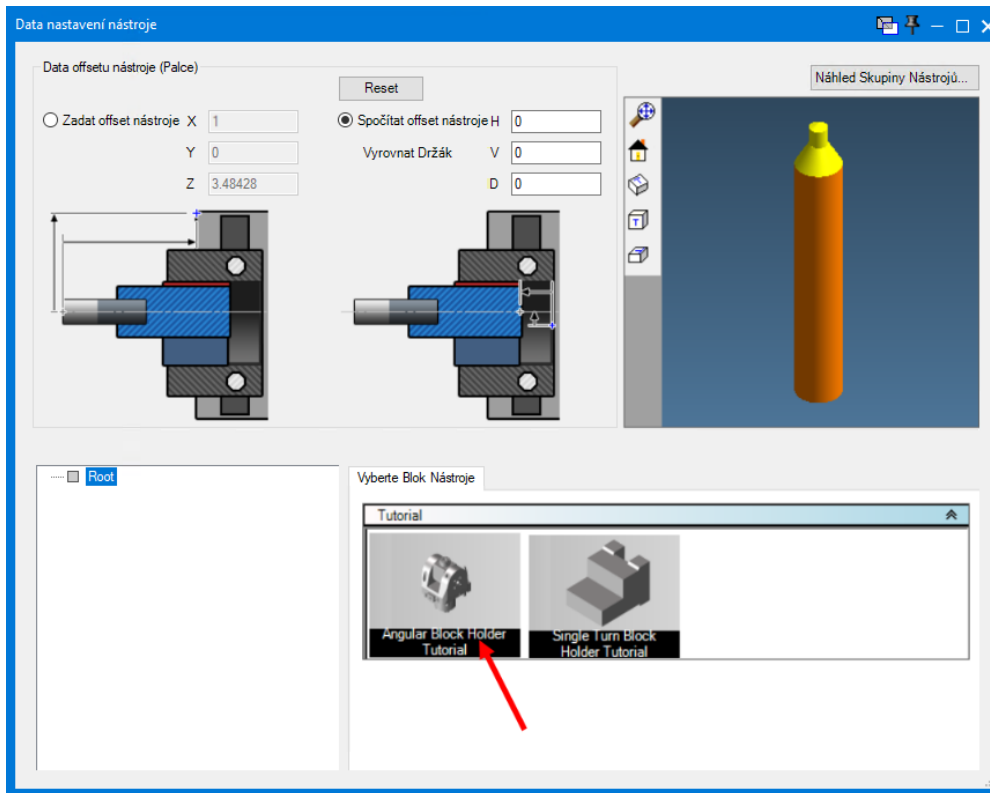 Data nastavení nástroje
Data offsetu nástroje (Palce)
Reset
Náhled Skupiny Nástrojů...
Zadat offset nástroje X 1
Spočítat offset nástroje H 0
Y 0
Vyrovnat Držák V 0
Z 3.48428
D 0
T
Root
Vyberte Blok Nástroje
Tutorial
Angular Block Holder
Tutorial
Single Turn Block
Holder Tutorial